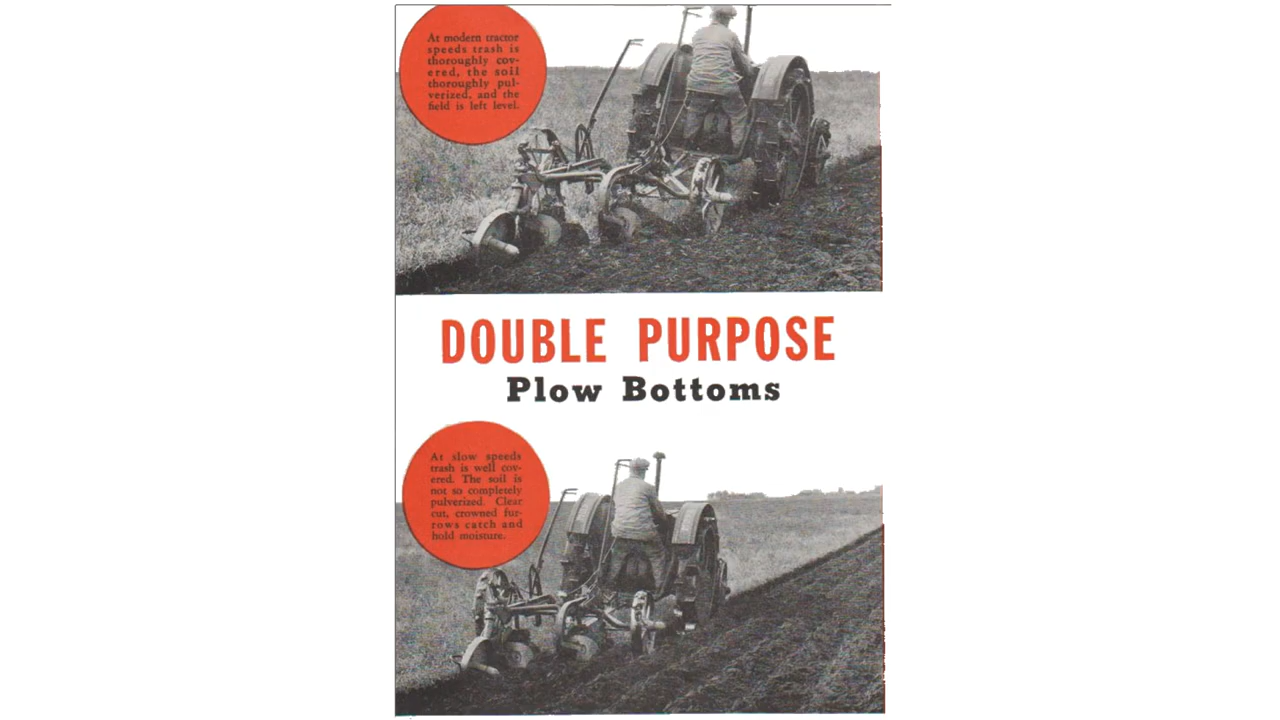 At modern tractor
speeds trash is
thoroughly cov-
ered, the soil
thoroughly pul-
verized, and the
field is left level.
DOUBLE PURPOSE
Plow Bottoms
At slow speeds
trash is well cov-
ered. The soil is
not so completely
pulverized. Clear
cut, crowned fur-
rows catch and
hold moisture.